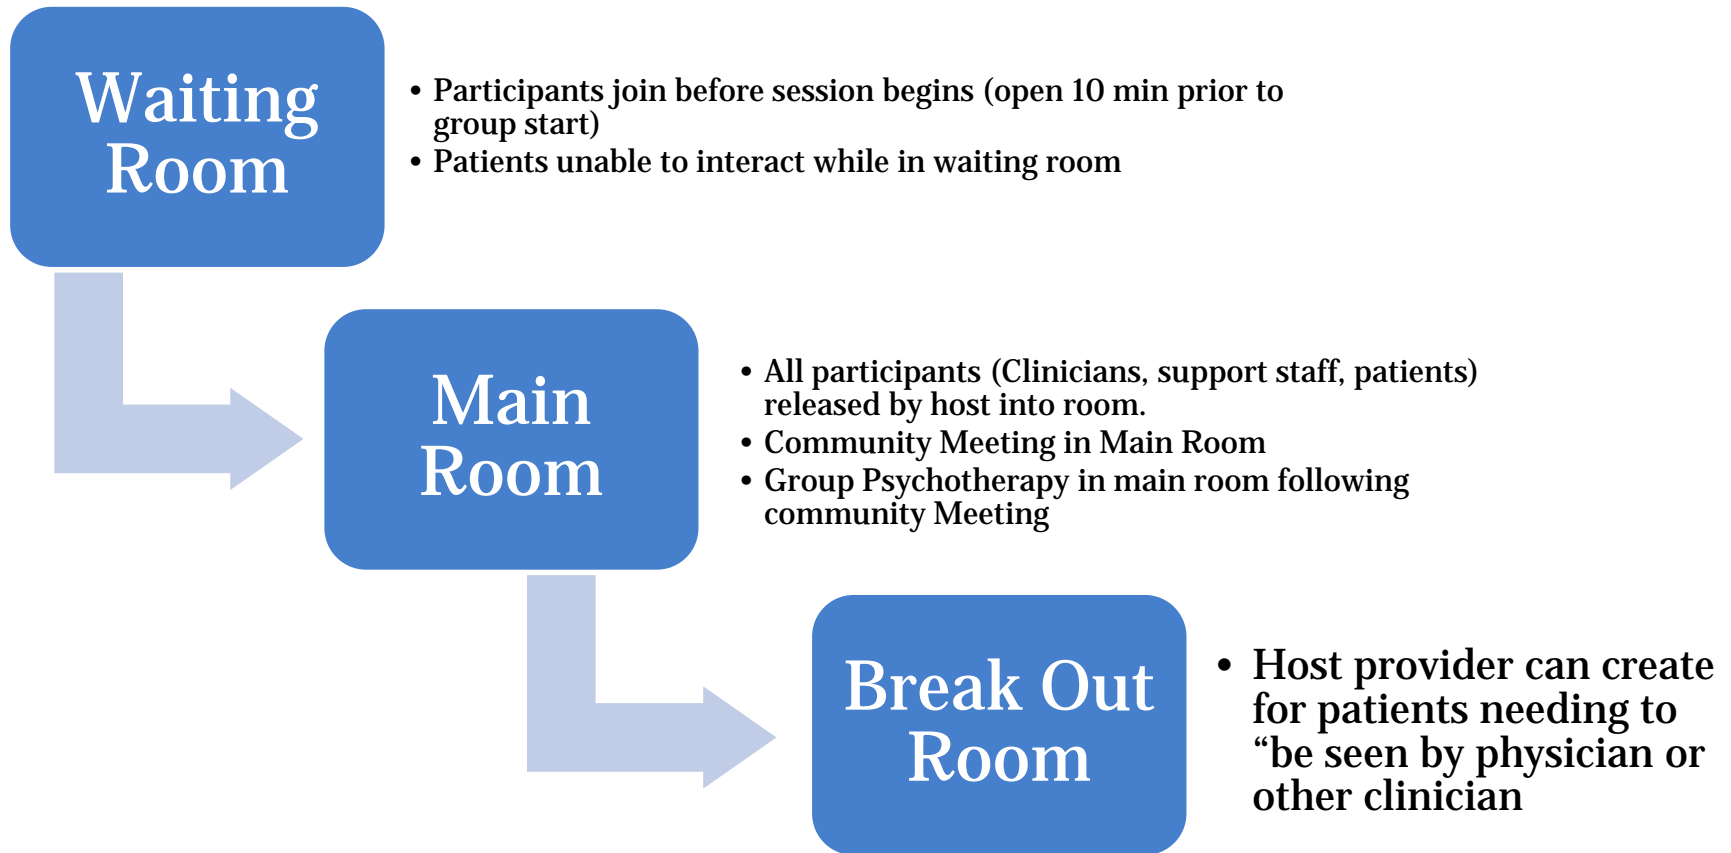 Waiting
Room
• Participants join before session begins (open 10 min prior to
group start)
• Patients unable to interact while in waiting room
Main
Room
• All participants (Clinicians, support staff, patients)
released by host into room.
• Community Meeting in Main Room
• Group Psychotherapy in main room following
community Meeting
Break Out
Room
• Host provider can create
for patients needing to
“be seen by physician or
other clinician